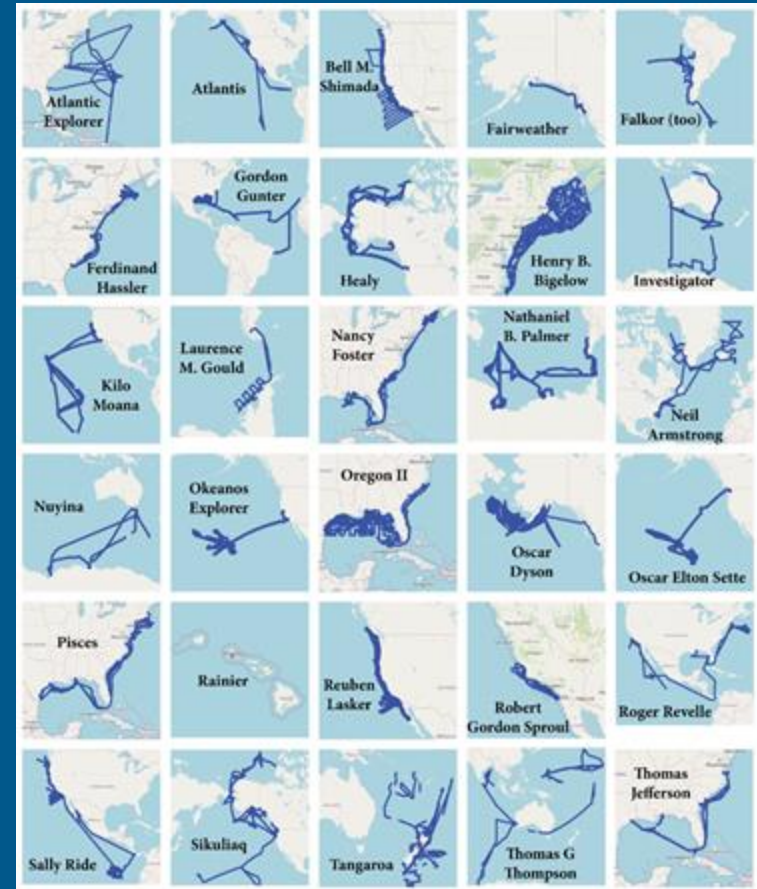 Atlantic
Explorer
Atlantis
Bell M.
Shimada
Fairweather
Falkor (too)
Ferdinand
Hassler
Gordon
Gunter
Healy
Henry B.
Bigelow
Investigator
Kilo
Moana
Laurence
M. Gould
Nancy
Foster
Nathaniel
B. Palmer
Neil
Armstrong
Nuyina
Okeanos
Explorer
Oregon II
Oscar
Dyson
Oscar Elton Sette
Pisces
Rainier
Reuben
Lasker
Robert
Gordon Sproul
Roger Revelle
Sally Ride
Sikuliaq
Tangaroa
Thomas G
Thompson
Thomas
Jefferson